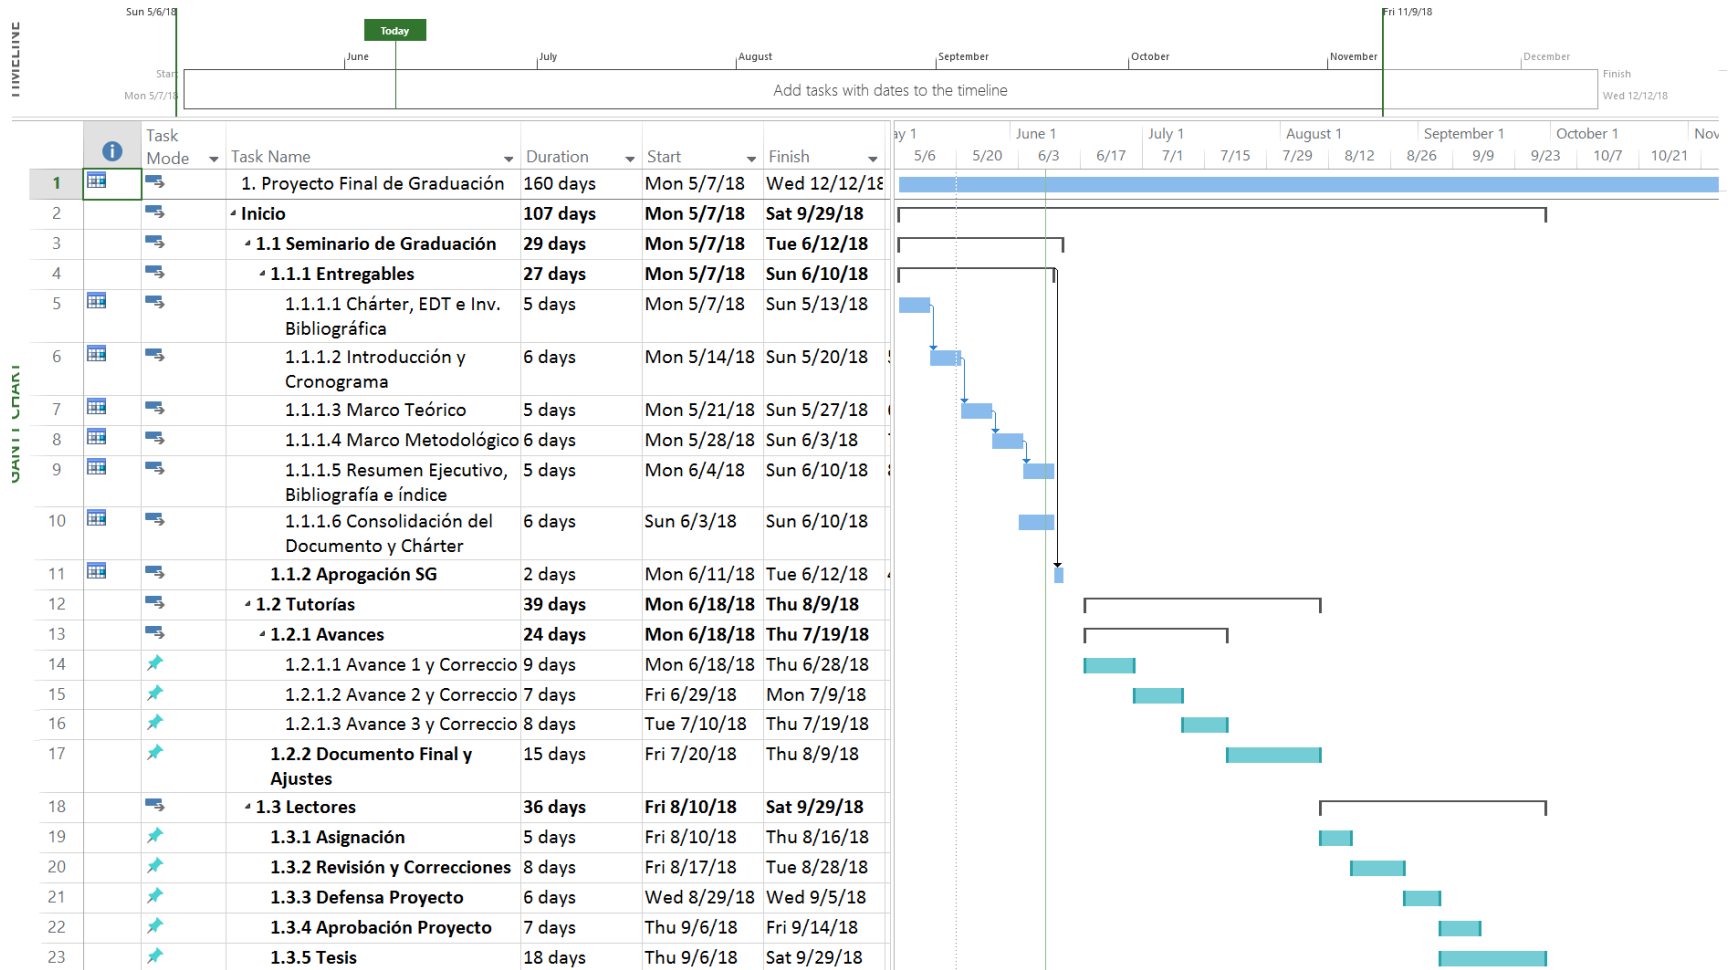 Sun 5/6/18
Fri 11/9/18
Today
June
July
August
September
October
November
December
TIMELINE
Start
Mon 5/7/18
Add tasks with dates to the timeline
Finish
Wed 12/12/18
GANTT CHART
Task Mode
Task Name
Duration
Start
Finish
ay 1
June 1
July 1
August 1
September 1
October 1
Nov
5/6
5/20
6/3
6/17
7/1
7/15
7/29
8/12
8/26
9/9
9/23
10/7
10/21
1 1. Proyecto Final de Graduación 160 days Mon 5/7/18 Wed 12/12/18
2 Inicio 107 days Mon 5/7/18 Sat 9/29/18
3 1.1 Seminario de Graduación 29 days Mon 5/7/18 Tue 6/12/18
4 1.1.1 Entregables 27 days Mon 5/7/18 Sun 6/10/18
5 1.1.1.1 Chárter, EDT e Inv. 5 days Mon 5/7/18 Sun 5/13/18
Bibliográfica
6 1.1.1.2 Introducción y 6 days Mon 5/14/18 Sun 5/20/18
Cronograma
7 1.1.1.3 Marco Teórico 5 days Mon 5/21/18 Sun 5/27/18
8 1.1.1.4 Marco Metodológico 6 days Mon 5/28/18 Sun 6/3/18
9 1.1.1.5 Resumen Ejecutivo, 5 days Mon 6/4/18 Sun 6/10/18
Bibliografía e índice
10 1.1.1.6 Consolidación del 6 days Sun 6/3/18 Sun 6/10/18
Documento y Chárter
11 1.1.2 Aprogación SG 2 days Mon 6/11/18 Tue 6/12/18
12 1.2 Tutorías 39 days Mon 6/18/18 Thu 8/9/18
13 1.2.1 Avances 24 days Mon 6/18/18 Thu 7/19/18
14 1.2.1.1 Avance 1 y Correccio 9 days Mon 6/18/18 Thu 6/28/18
15 1.2.1.2 Avance 2 y Correccio 7 days Fri 6/29/18 Mon 7/9/18
16 1.2.1.3 Avance 3 y Correccio 8 days Tue 7/10/18 Thu 7/19/18
17 1.2.2 Documento Final y 15 days Fri 7/20/18 Thu 8/9/18
Ajustes
18 1.3 Lectores 36 days Fri 8/10/18 Sat 9/29/18
19 1.3.1 Asignación 5 days Fri 8/10/18 Thu 8/16/18
20 1.3.2 Revisión y Correcciones 8 days Fri 8/17/18 Tue 8/28/18
21 1.3.3 Defensa Proyecto 6 days Wed 8/29/18 Wed 9/5/18
22 1.3.4 Aprobación Proyecto 7 days Thu 9/6/18 Fri 9/14/18
23 1.3.5 Tesis 18 days Thu 9/6/18 Sat 9/29/18